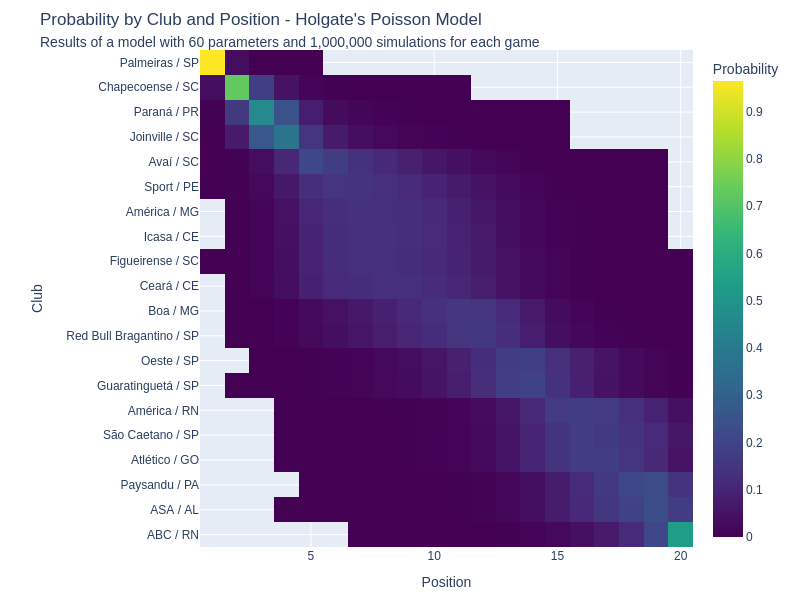 Probability by Club and Position - Holgate's Poisson Model
Results of a model with 60 parameters and 1,000,000 simulations for each game
Palmeiras / SP
Chapecoense / SC
Paraná / PR
Joinville / SC
Avaí / SC
Sport / PE
América / MG
Icasa / CE
Figueirense / SC
Ceará / CE
Boa / MG
Red Bull Bragantino / SP
Oeste / SP
Guaratinguetá / SP
América / RN
São Caetano / SP
Atlético / GO
Paysandu / PA
ASA / AL
ABC / RN
Club
5
10
15
20
Position
Probability
0.9
0.8
0.7
0.6
0.5
0.4
0.3
0.2
0.1
0